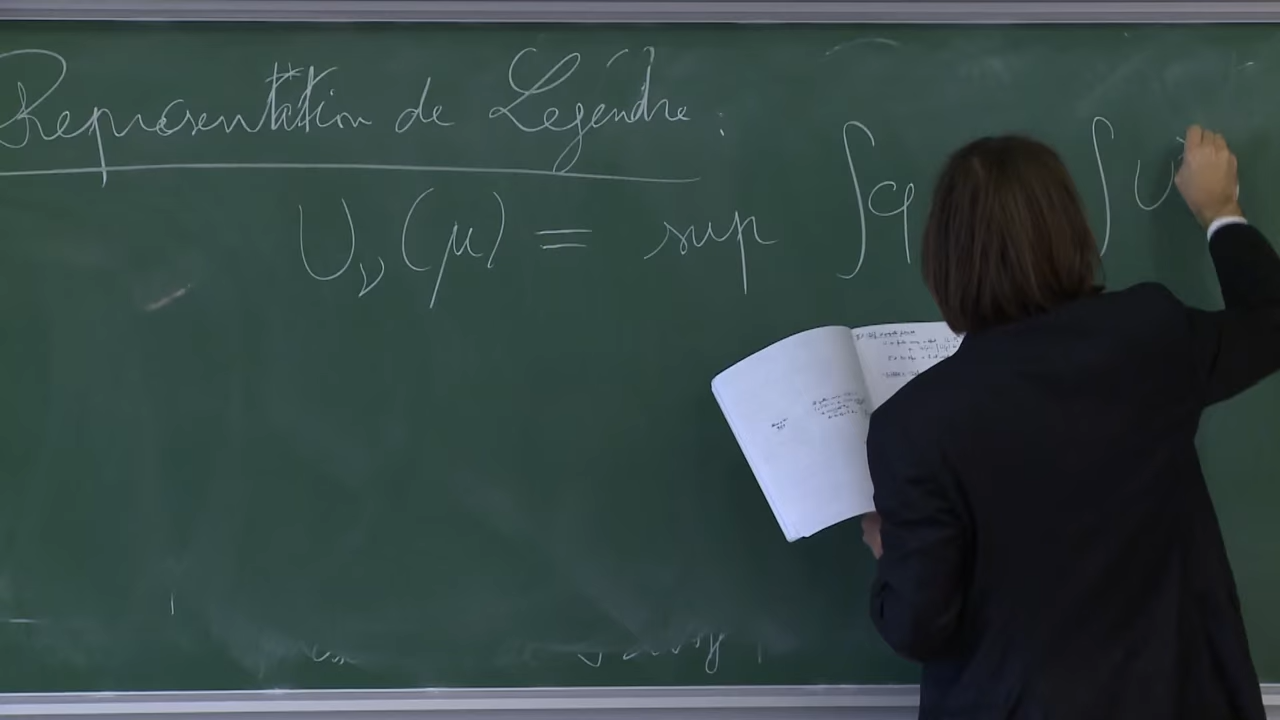 Représentation de Legendre :
U_ν(μ) = sup ∫φ ∫U